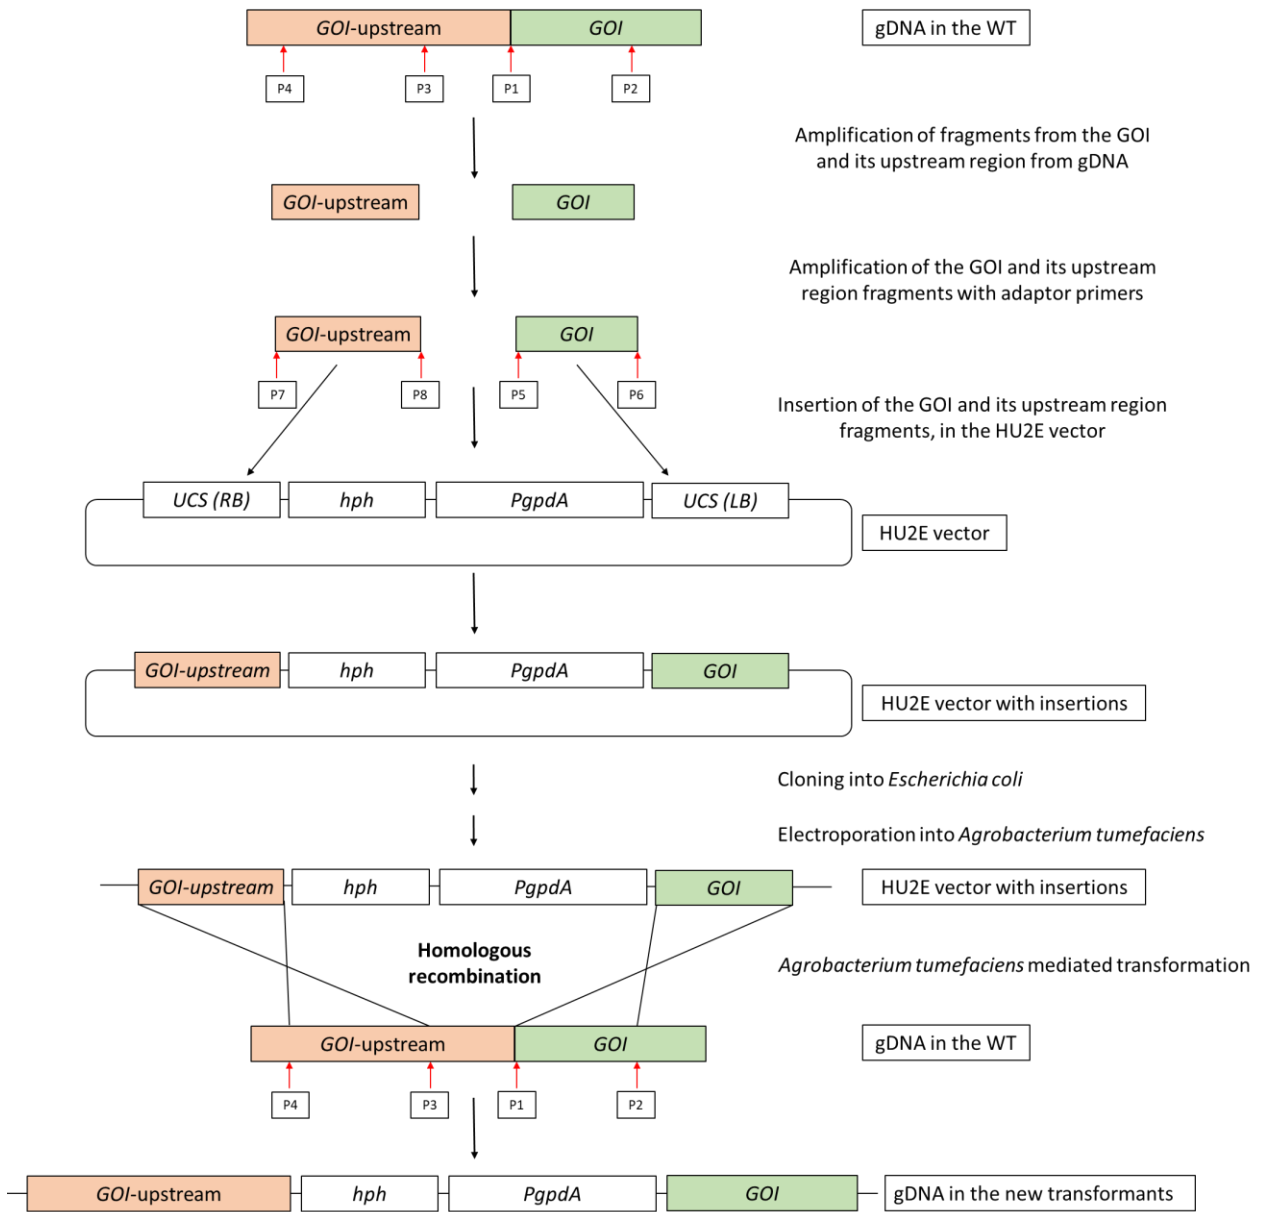 GOI-upstream GOI gDNA in the WT
P4 P3 P1 P2
Amplification of fragments from the GOI
and its upstream region from gDNA
GOI-upstream GOI
Amplification of the GOI and its upstream
region fragments with adaptor primers
GOI-upstream GOI
P7 P8 P5 P6
Insertion of the GOI and its upstream region
fragments, in the HU2E vector
UCS (RB) hph PgpdA UCS (LB)
HU2E vector
GOI-upstream hph PgpdA GOI
HU2E vector with insertions
Cloning into Escherichia coli
Electroporation into Agrobacterium tumefaciens
GOI-upstream hph PgpdA GOI HU2E vector with insertions
Homologous
recombination
Agrobacterium tumefaciens mediated transformation
GOI-upstream GOI gDNA in the WT
P4 P3 P1 P2
GOI-upstream hph PgpdA GOI gDNA in the new transformants